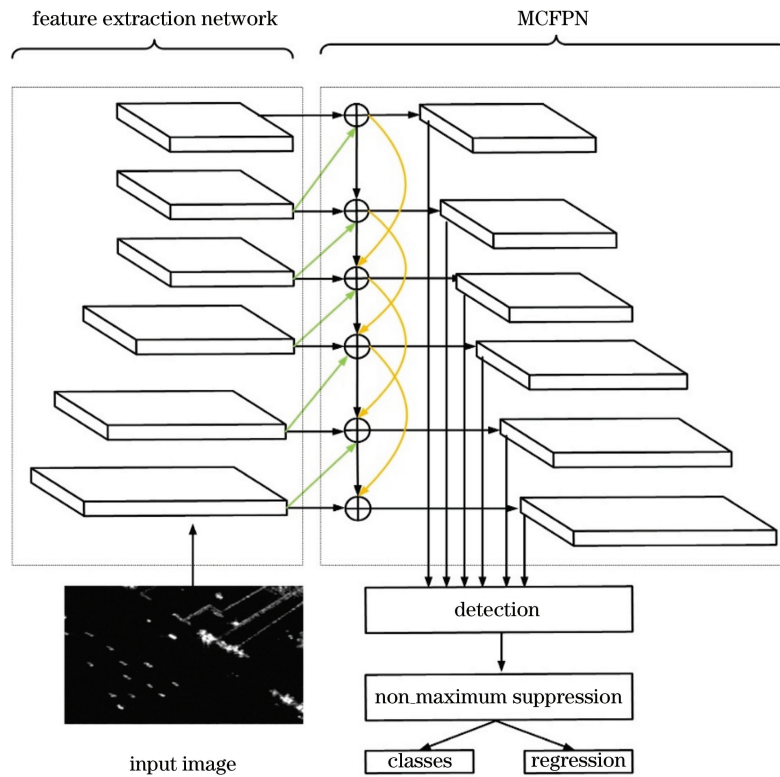 feature extraction network
MCFPN
detection
non_maximum suppression
classes
regression
input image